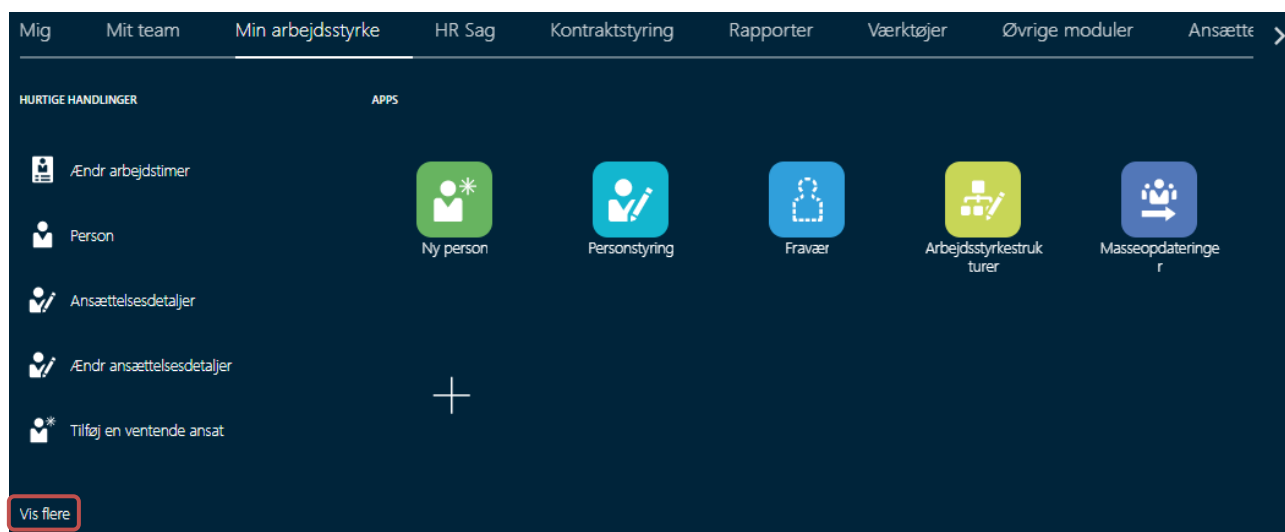 Mig Mit team Min arbejdsstyrke HR Sag Kontraktstyring Rapporter Værktøjer Øvrige moduler Ansætte
HURTIGE HANDLINGER
Ændr arbejdstimer
Person
Ansættelsesdetaljer
Ændr ansættelsesdetaljer
Tilføj en ventende ansat
Vis flere
APPS
Ny person
Personstyring
Fravær
Arbejdsstyrkestruk
turer
Masseopdateringe
r